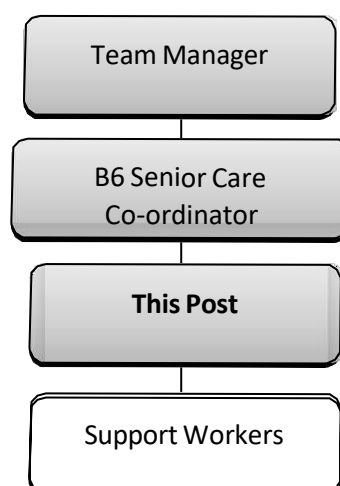 Team Manager
B6 Senior Care
Co-ordinator
This Post
Support Workers